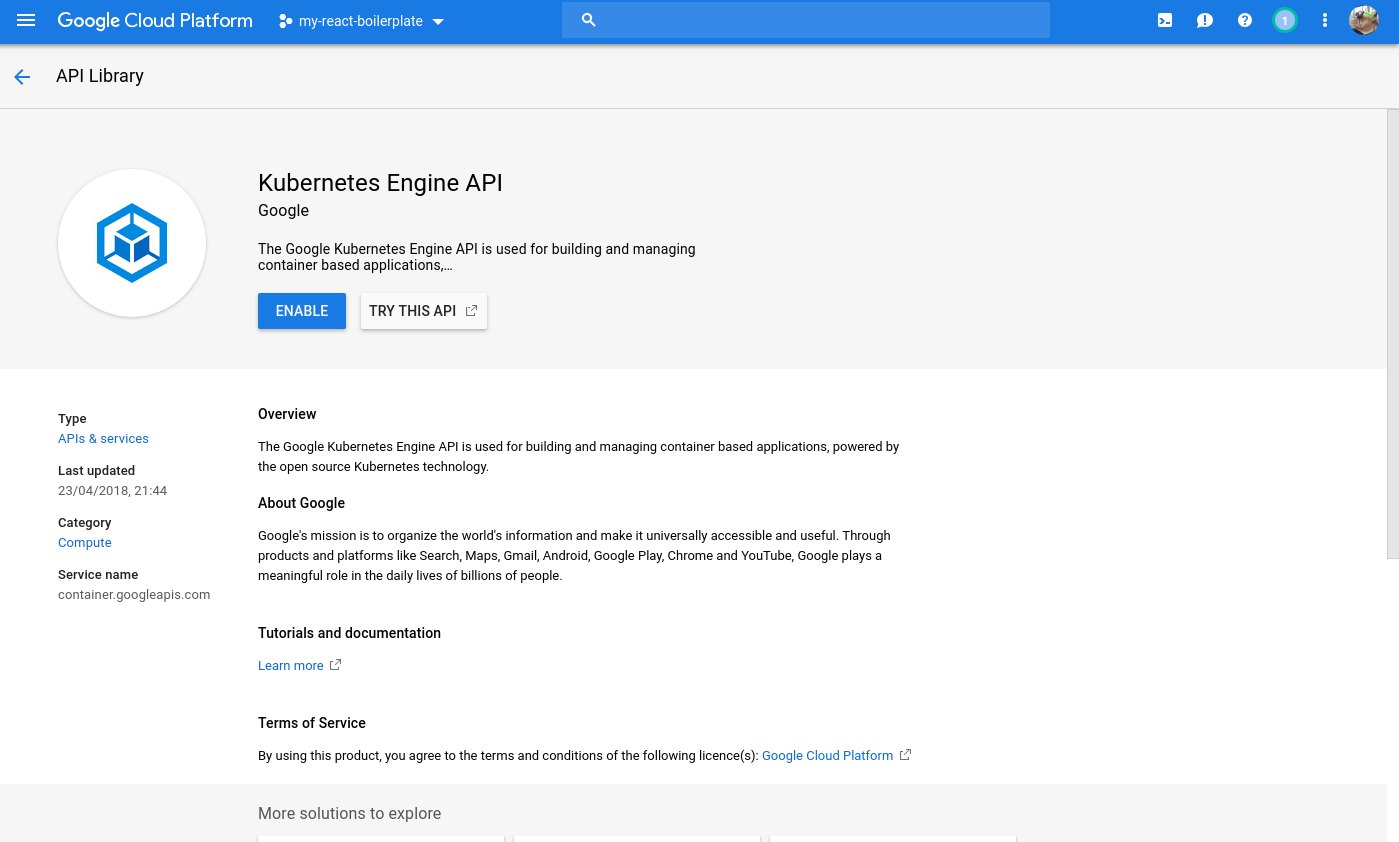 Google Cloud Platform
my-react-boilerplate
1
API Library
Kubernetes Engine API
Google
The Google Kubernetes Engine API is used for building and managing
container based applications,…
ENABLE
TRY THIS API
Type
APIs & services
Last updated
23/04/2018, 21:44
Category
Compute
Service name
container.googleapis.com
Overview
The Google Kubernetes Engine API is used for building and managing container based applications, powered by
the open source Kubernetes technology.
About Google
Google's mission is to organize the world's information and make it universally accessible and useful. Through
products and platforms like Search, Maps, Gmail, Android, Google Play, Chrome and YouTube, Google plays a
meaningful role in the daily lives of billions of people.
Tutorials and documentation
Learn more
Terms of Service
By using this product, you agree to the terms and conditions of the following licence(s): Google Cloud Platform
More solutions to explore